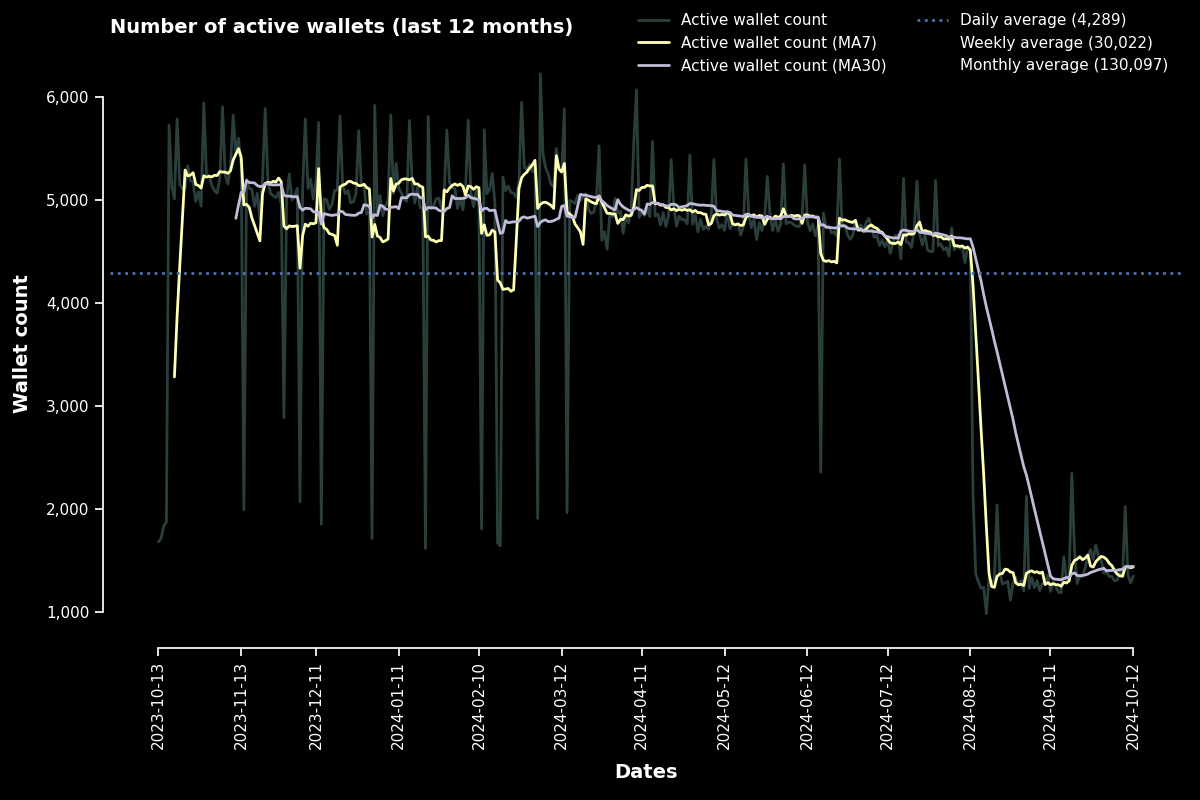 Number of active wallets (last 12 months)
Active wallet count
Active wallet count (MA7)
Active wallet count (MA30)
Daily average (4,289)
Weekly average (30,022)
Monthly average (130,097)
Wallet count
6,000
5,000
4,000
3,000
2,000
1,000
2023-10-13
2023-11-13
2023-12-11
2024-01-11
2024-02-10
2024-03-12
2024-04-11
2024-05-12
2024-06-12
2024-07-12
2024-08-12
2024-09-11
2024-10-12
Dates